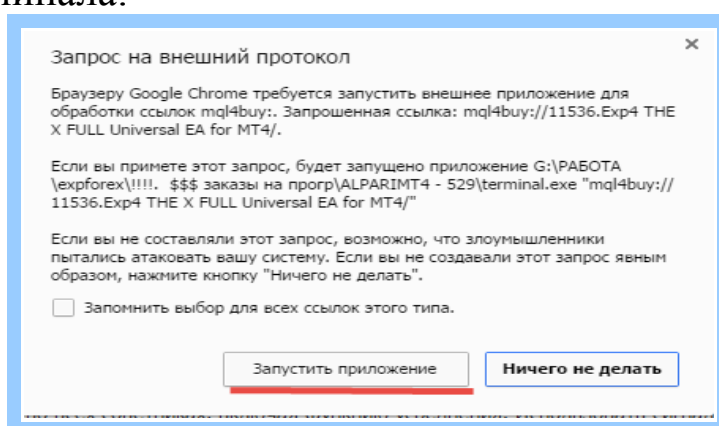 Запрос на внешний протокол
Браузеру Google Chrome требуется запустить внешнее приложение для
обработки ссылок mql4buy:. Запрошенная ссылка: mql4buy://11536.Exp4 THE
X FULL Universal EA for MT4/.
Если вы примете этот запрос, будет запущено приложение G:\РАБОТА
\expforex\!!!!.  $$$ заказы на прогр\ALPARIMT4 - 529\terminal.exe "mql4buy://
11536.Exp4 THE X FULL Universal EA for MT4/"
Если вы не составляли этот запрос, возможно, что злоумышленники
пытались атаковать вашу систему. Если вы не создавали этот запрос явным
образом, нажмите кнопку "Ничего не делать".
Запомнить выбор для всех ссылок этого типа.
Запустить приложение
Ничего не делать